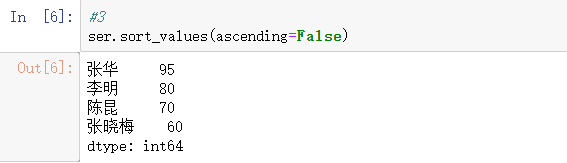 In [6]: #3
ser.sort_values(ascending=False)
Out[6]: 张华 95
李明 80
陈昆 70
张晓梅 60
dtype: int64